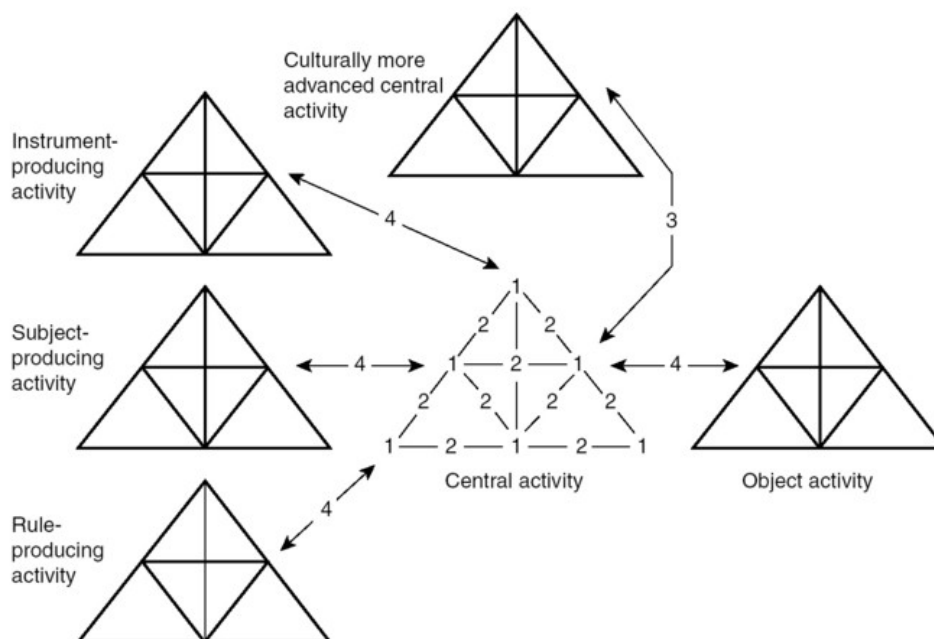 Culturally more
advanced central
activity
Instrument-
producing
activity
4
3
1
2 2
Subject-
producing
activity
4
1 2 1
4
2 2 2 2
1 2 1 2 1
Central activity
Object activity
4
Rule-
producing
activity